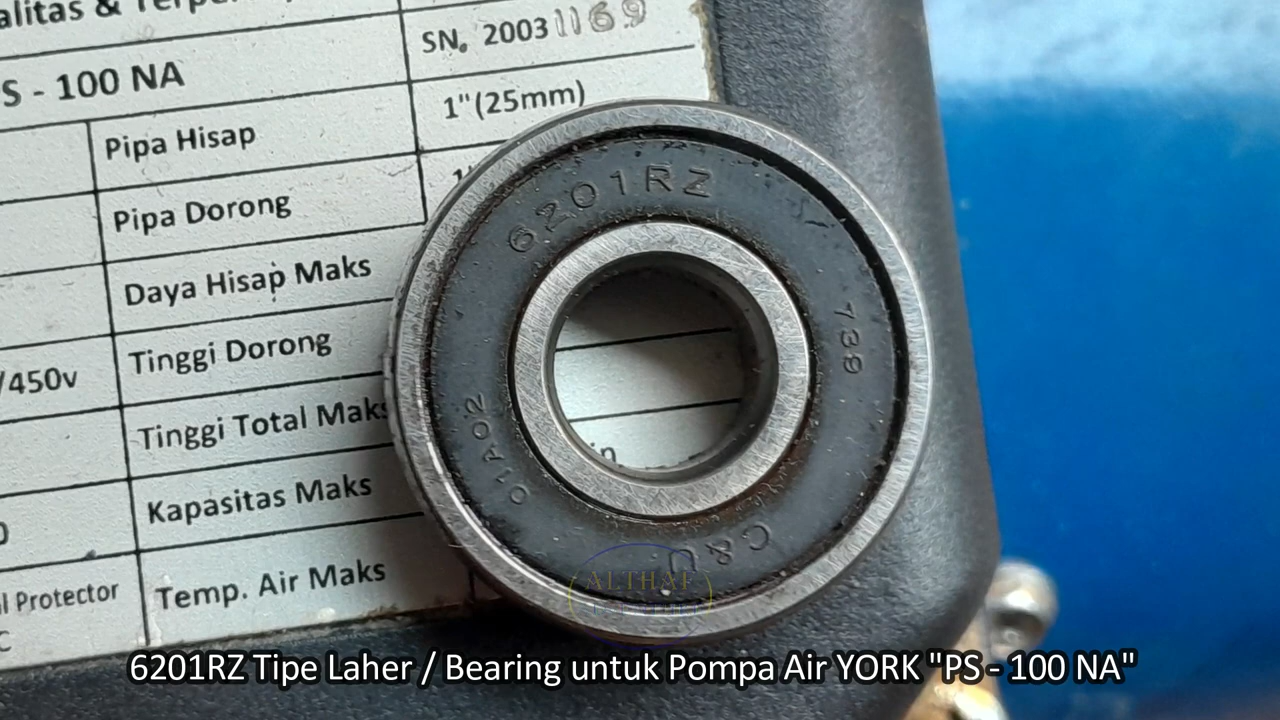 alitas &
SN. 2003 1169
S - 100 NA
Pipa Hisap
1"(25mm)
Pipa Dorong
Daya Hisap Maks
/450v
Tinggi Dorong
Tinggi Total Maks
Kapasitas Maks
l Protector
C
Temp. Air Maks
6201RZ
739
01A02
C&U
ALTHAF
6201RZ Tipe Laher / Bearing untuk Pompa Air YORK "PS - 100 NA"